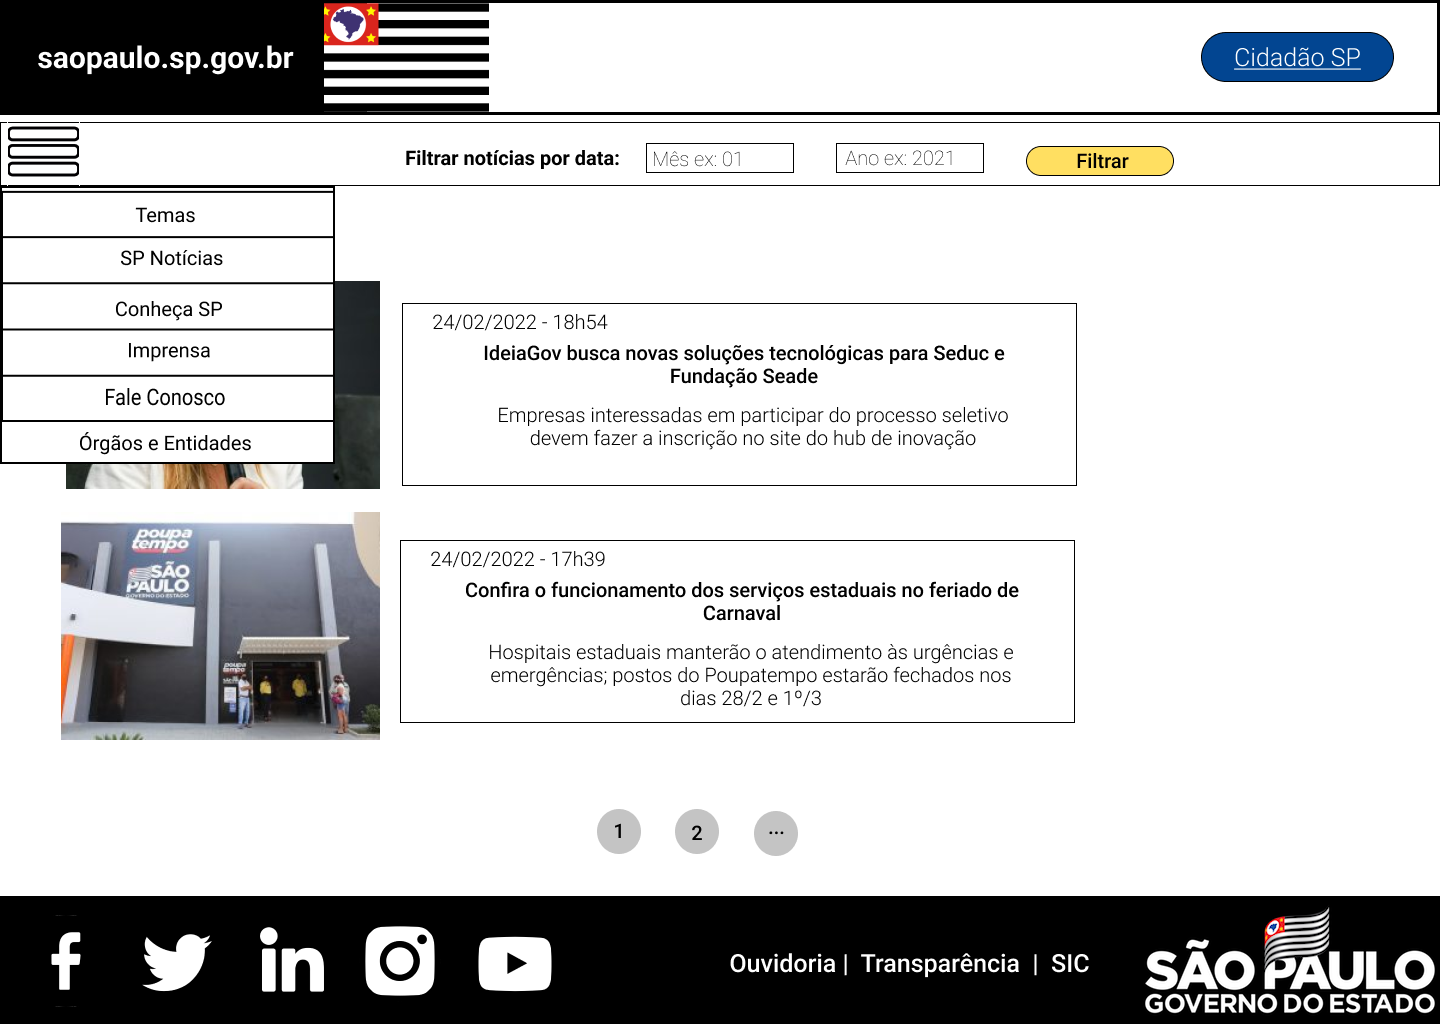 saopaulo.sp.gov.br
Cidadão SP
Filtrar notícias por data:
Mês ex: 01
Ano ex: 2021
Filtrar
Temas
SP Notícias
Conheça SP
Imprensa
Fale Conosco
Órgãos e Entidades
24/02/2022 - 18h54
IdeiaGov busca novas soluções tecnológicas para Seduc e
Fundação Seade
Empresas interessadas em participar do processo seletivo
devem fazer a inscrição no site do hub de inovação
poupa
tempo
SÃO
PAULO
GOVERNO DO ESTADO
poupa
tempo
24/02/2022 - 17h39
Confira o funcionamento dos serviços estaduais no feriado de
Carnaval
Hospitais estaduais manterão o atendimento às urgências e
emergências; postos do Poupatempo estarão fechados nos
dias 28/2 e 1º/3
1
2
...
Ouvidoria | Transparência | SIC
SÃO PAULO
GOVERNO DO ESTADO